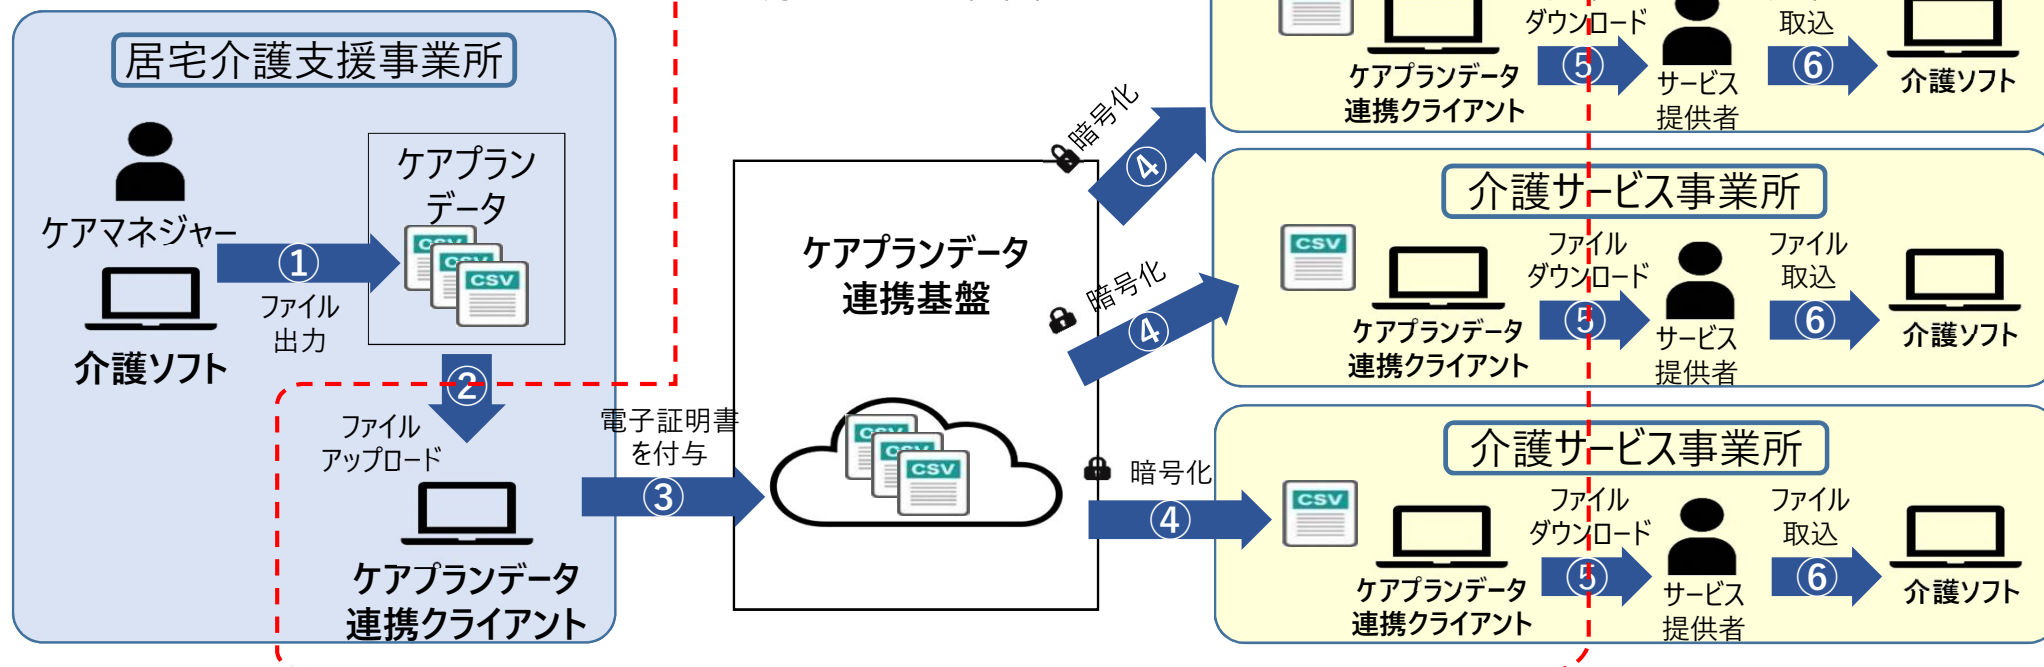 居宅介護支援事業所
ケアマネジャー
介護ソフト
①
ファイル
出力
ケアプラン
データ
CSV
CSV
CSV
②
ファイル
アップロード
ケアプランデータ
連携クライアント
電子証明書
を付与
③
ケアプランデータ
連携基盤
CSV
CSV
CSV
暗号化
④
暗号化
④
暗号化
④
ケアプランデータ
連携クライアント
ダウンロード
⑤
サービス
提供者
取込
⑥
介護ソフト
介護サービス事業所
CSV
ケアプランデータ
連携クライアント
ファイル
ダウンロード
⑤
サービス
提供者
ファイル
取込
⑥
介護ソフト
介護サービス事業所
CSV
ケアプランデータ
連携クライアント
ファイル
ダウンロード
⑤
サービス
提供者
ファイル
取込
⑥
介護ソフト